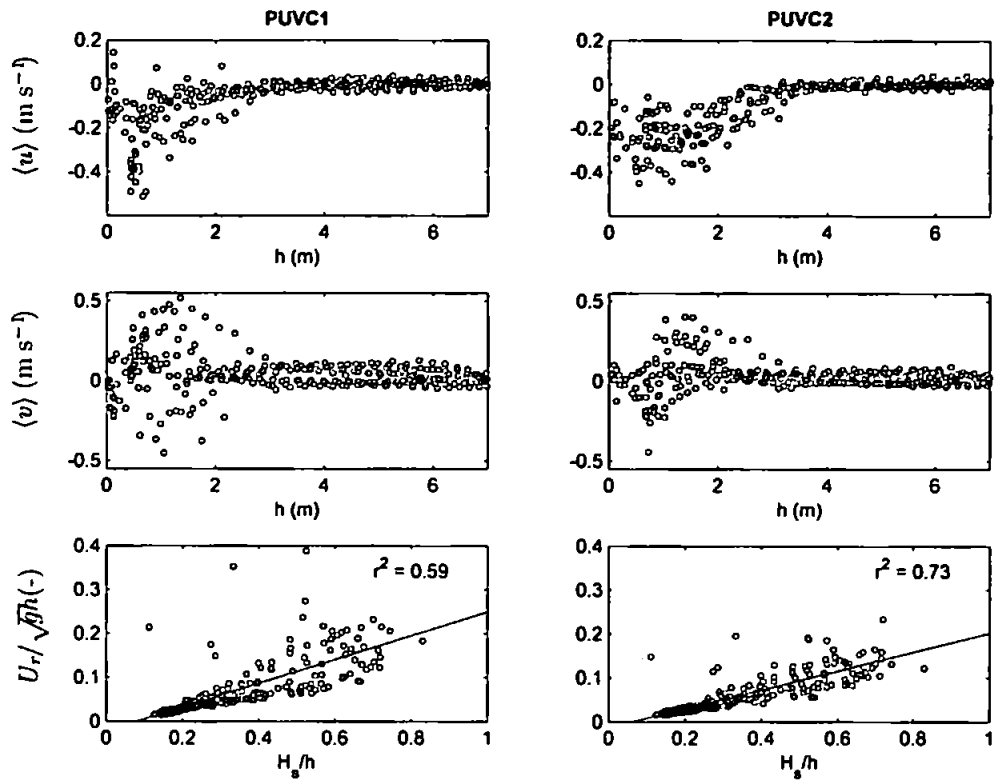 PUVC1 PUVC2
0.2 0.2
0 0
-0.2 -0.2
-0.4 -0.4
⟨u⟩ (m s⁻¹)
0 2 4 6 0 2 4 6
h (m) h (m)
0.5 0.5
0 0
-0.5 -0.5
⟨v⟩ (m s⁻¹)
0 2 4 6 0 2 4 6
h (m) h (m)
0.4 0.4
r² = 0.59 r² = 0.73
0.3 0.3
0.2 0.2
0.1 0.1
0 0
U_r/√gh(-)
0 0.2 0.4 0.6 0.8 1 0 0.2 0.4 0.6 0.8 1
H_s/h H_s/h